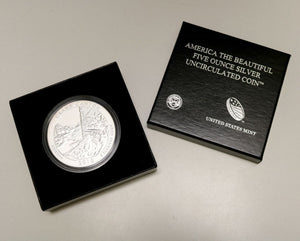 AMERICA THE BEAUTIFUL
FIVE OUNCE SILVER
UNCIRCULATED COIN™
UNITED STATES MINT